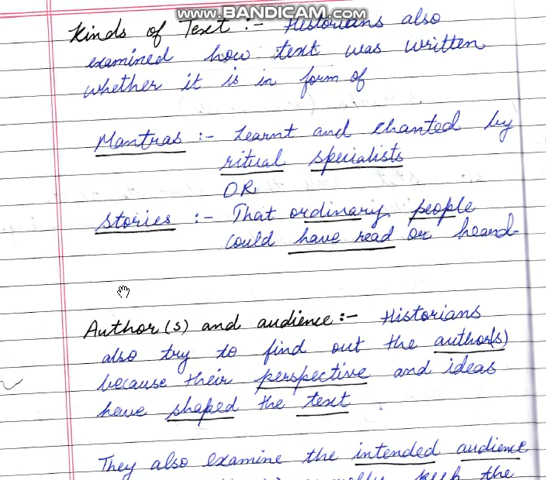 www.BANDICAM.com
Kinds of Text :- Historians also
examined how text was written
whether it is in form of
Mantras :- Learnt and chanted by
ritual specialists
OR
Stories :- That ordinary people
could have read or heard
Author(s) and audience :- Historians
also try to find out the author(s)
because their perspective and ideas
have shaped the text
They also examine the intended audience
keep the